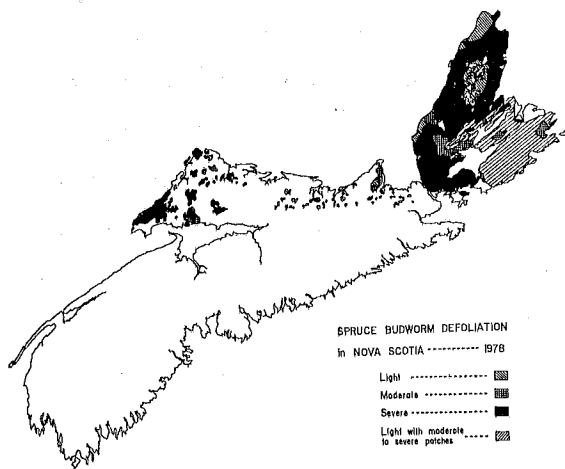 SPRUCE BUDWORM DEFOLIATION
in NOVA SCOTIA --------- 1978
Light
Moderate
Severe
Light with moderate
to severe patches